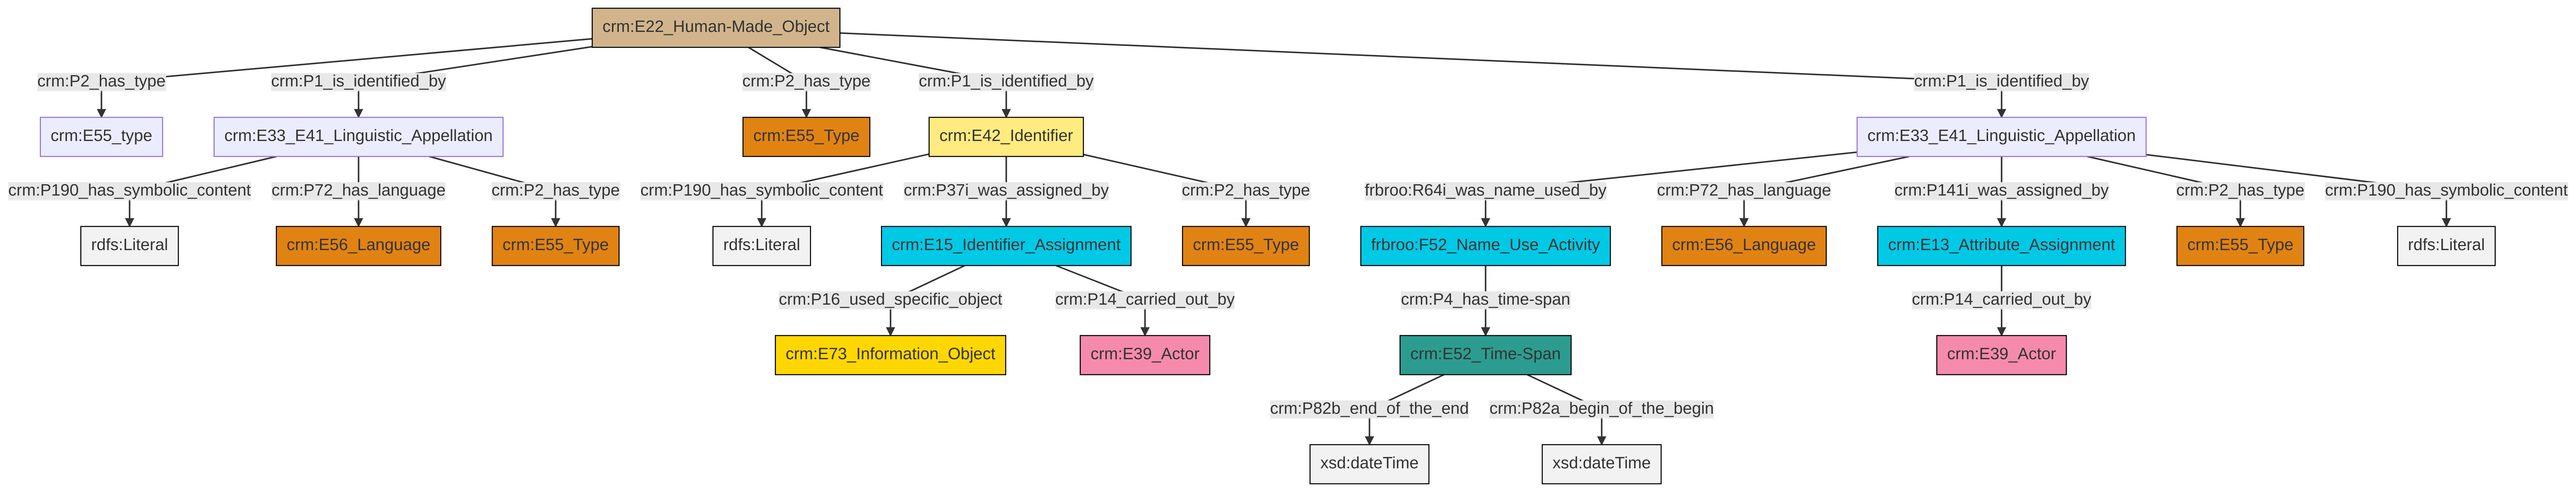 crm:E22_Human-Made_Object
crm:P2_has_type
crm:P1_is_identified_by
crm:P2_has_type
crm:P1_is_identified_by
crm:P1_is_identified_by
crm:E55_type
crm:E33_E41_Linguistic_Appellation
crm:E55_Type
crm:E42_Identifier
crm:E33_E41_Linguistic_Appellation
crm:P190_has_symbolic_content
crm:P72_has_language
crm:P2_has_type
crm:P190_has_symbolic_content
crm:P37i_was_assigned_by
crm:P2_has_type
frbroo:R64i_was_name_used_by
crm:P72_has_language
crm:P141i_was_assigned_by
crm:P2_has_type
crm:P190_has_symbolic_content
rdfs:Literal
crm:E56_Language
crm:E55_Type
rdfs:Literal
crm:E15_Identifier_Assignment
crm:E55_Type
frbroo:F52_Name_Use_Activity
crm:E56_Language
crm:E13_Attribute_Assignment
crm:E55_Type
rdfs:Literal
crm:P16_used_specific_object
crm:P14_carried_out_by
crm:P4_has_time-span
crm:P14_carried_out_by
crm:E73_Information_Object
crm:E39_Actor
crm:E52_Time-Span
crm:E39_Actor
crm:P82b_end_of_the_end
crm:P82a_begin_of_the_begin
xsd:dateTime
xsd:dateTime